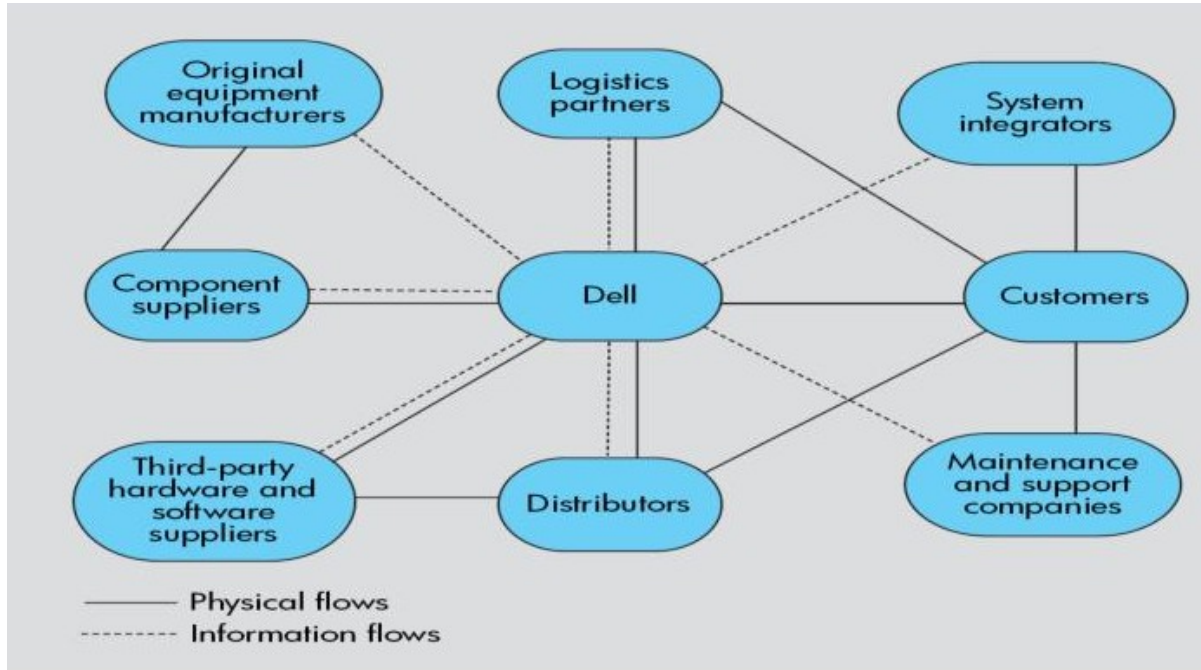 Original
equipment
manufacturers
Logistics
partners
System
integrators
Component
suppliers
Dell
Customers
Third-party
hardware and
software
suppliers
Distributors
Maintenance
and support
companies
Physical flows
Information flows